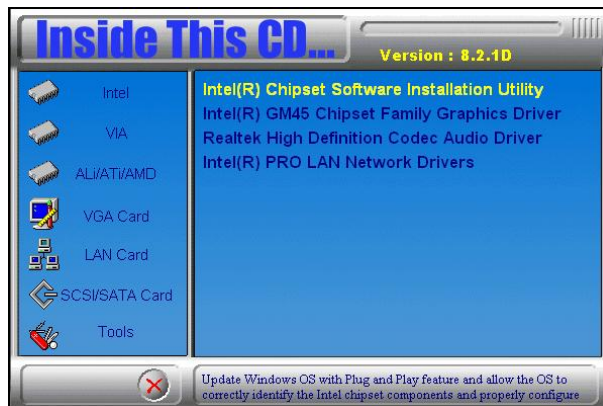 Inside This CD...
Version : 8.2.1D
Intel
VIA
ALi/ATi/AMD
VGA Card
LAN Card
SCSI/SATA Card
Tools
Intel(R) Chipset Software Installation Utility
Intel(R) GM45 Chipset Family Graphics Driver
Realtek High Definition Codec Audio Driver
Intel(R) PRO LAN Network Drivers
Update Windows OS with Plug and Play feature and allow the OS to
correctly identify the Intel chipset components and properly configure